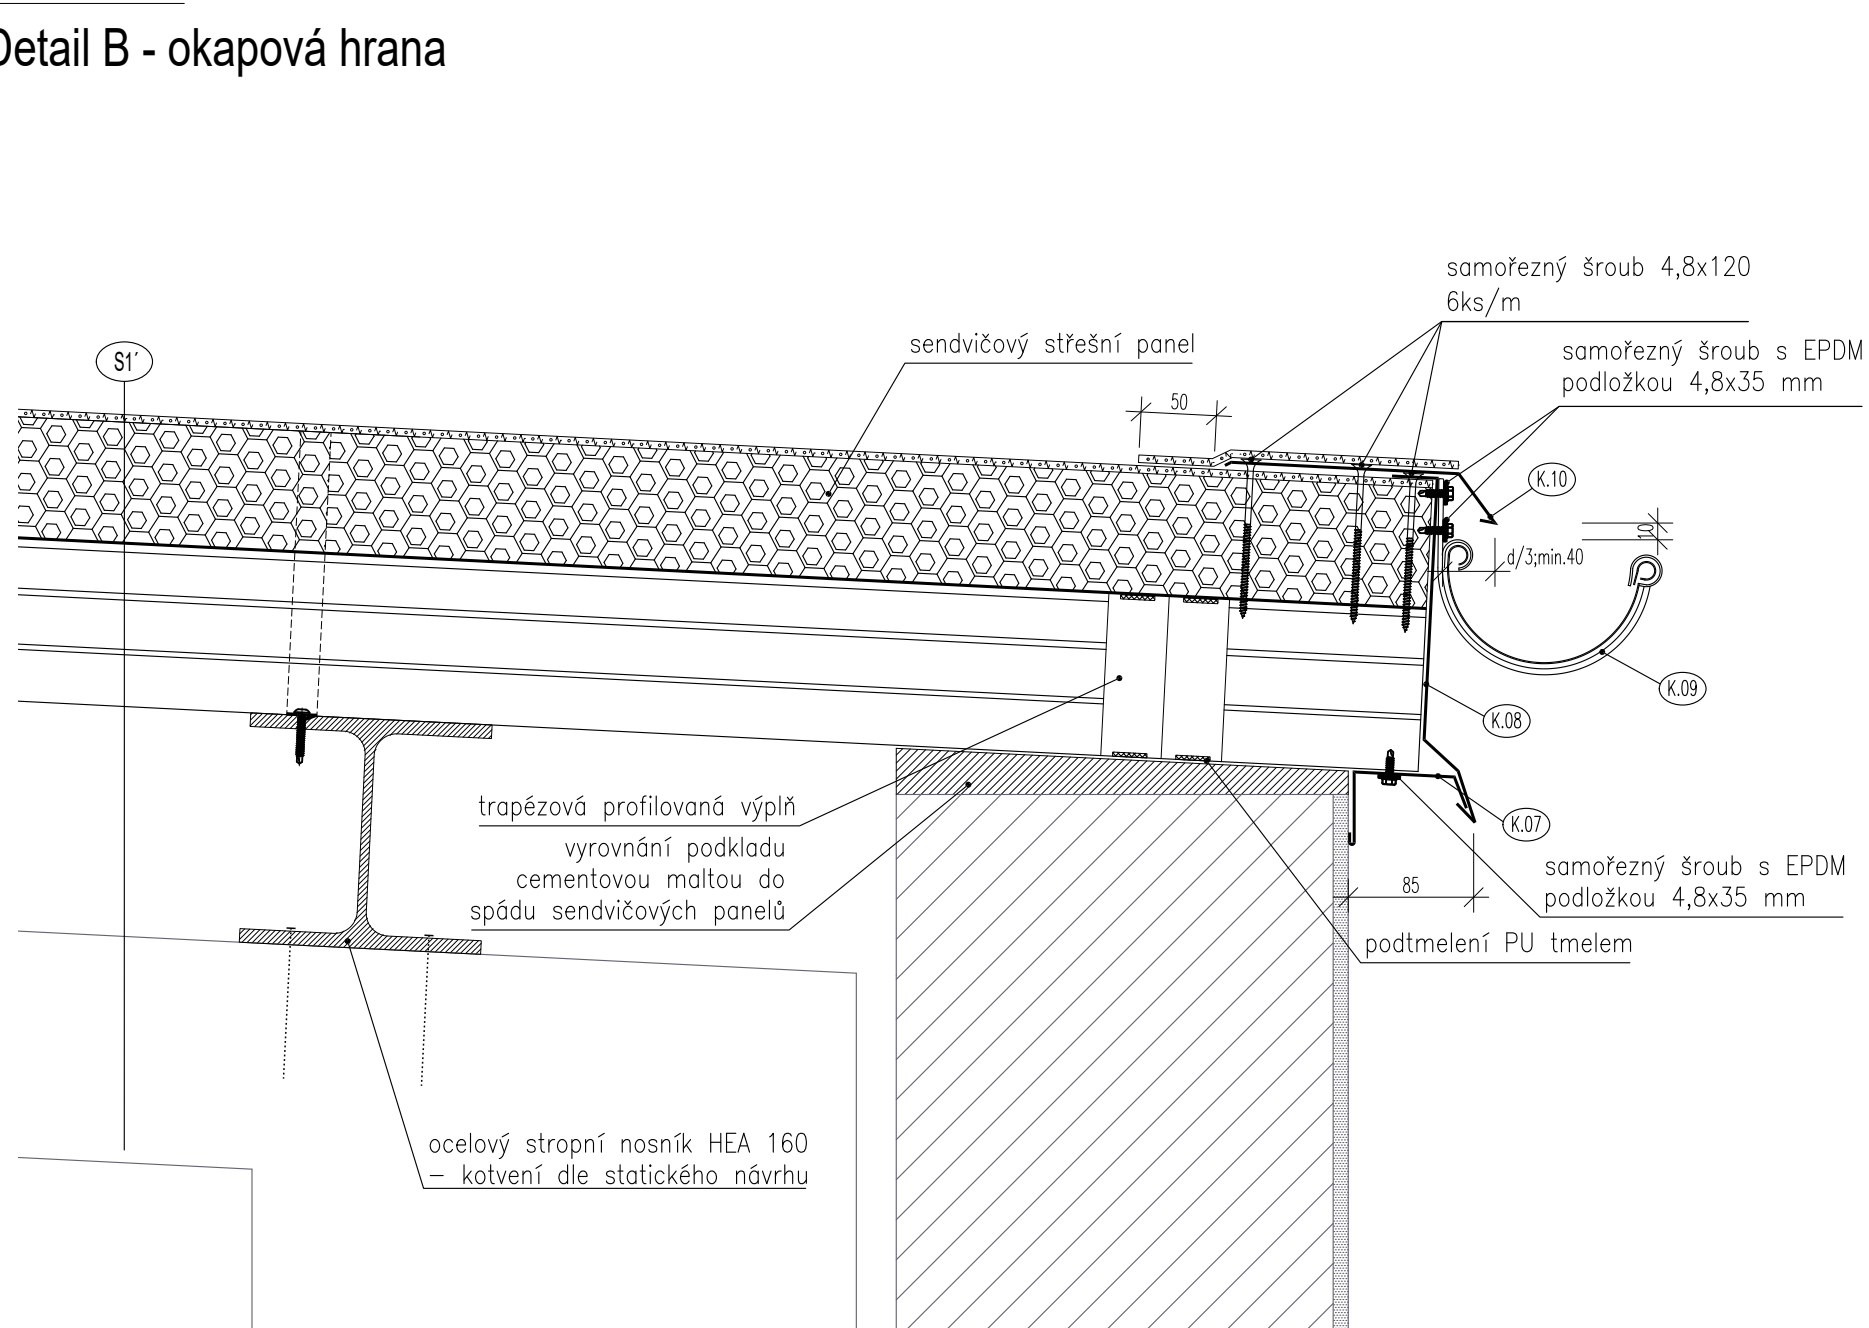 Detail B - okapová hrana
samořezný šroub 4,8x120
6ks/m
sendvičový střešní panel
samořezný šroub s EPDM
podložkou 4,8x35 mm
S1´
50
K.10
10
d/3;min.40
K.09
K.08
trapézová profilovaná výplň
vyrovnání podkladu
cementovou maltou do
spádu sendvičových panelů
K.07
samořezný šroub s EPDM
podložkou 4,8x35 mm
85
podtmelení PU tmelem
ocelový stropní nosník HEA 160
– kotvení dle statického návrhu